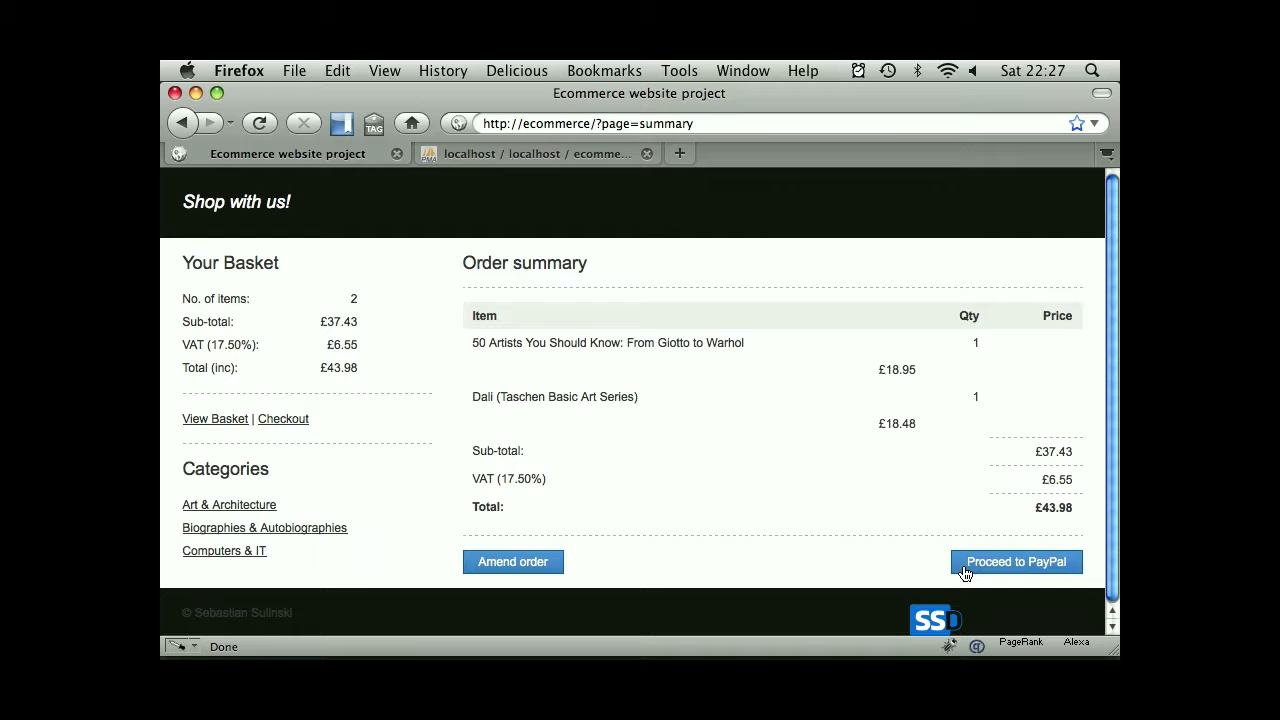 Firefox File Edit View History Delicious Bookmarks Tools Window Help Sat 22:27
Ecommerce website project
TAG http://ecommerce/?page=summary
Ecommerce website project PMA localhost / localhost / ecomme...
Shop with us!
Your Basket
No. of items: 2
Sub-total: £37.43
VAT (17.50%): £6.55
Total (inc): £43.98
View Basket | Checkout
Categories
Art & Architecture
Biographies & Autobiographies
Computers & IT
Order summary
Item Qty Price
50 Artists You Should Know: From Giotto to Warhol 1
£18.95
Dali (Taschen Basic Art Series) 1
£18.48
Sub-total: £37.43
VAT (17.50%) £6.55
Total: £43.98
Amend order Proceed to PayPal
© Sebastian Sulinski SSD
Done PageRank Alexa